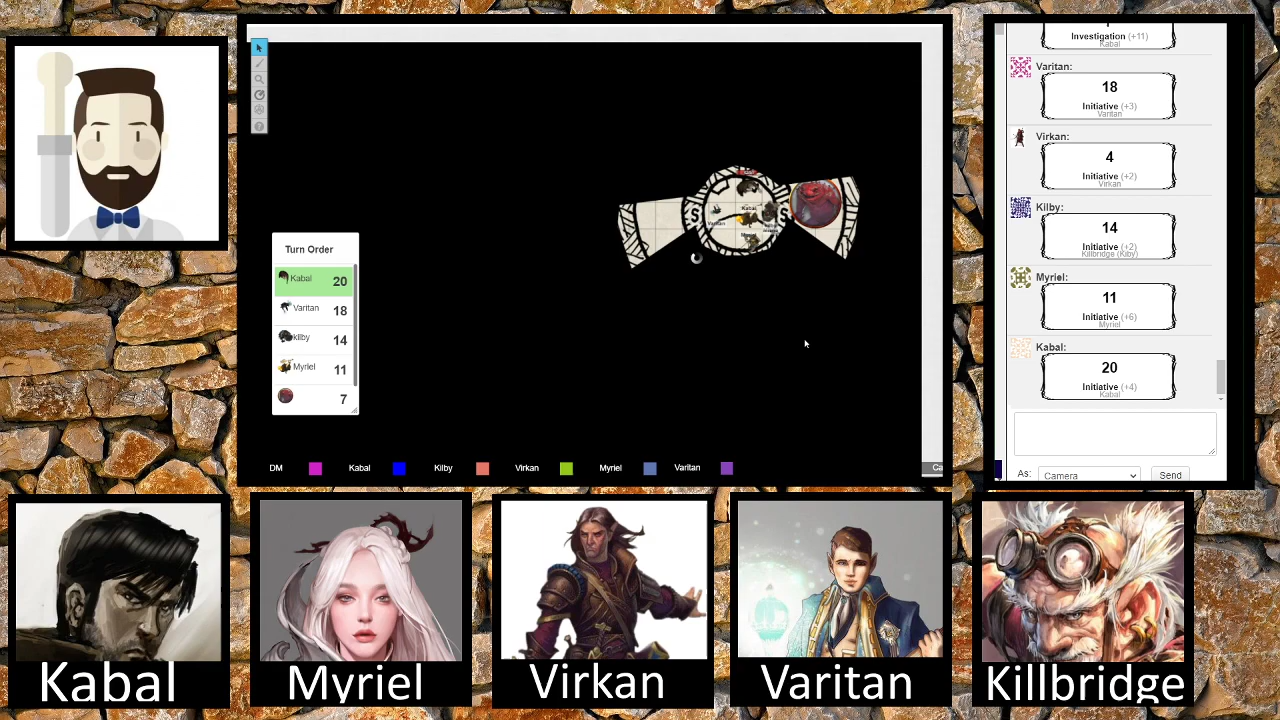 Turn Order
Kabal 20
Varitan 18
kilby 14
Myriel 11
7
S
Kabal
S
DM
Kabal
Kilby
Virkan
Myriel
Varitan
Ca
Investigation (+11)
Kabal
Varitan:
18
Initiative (+3)
Varitan
Virkan:
4
Initiative (+2)
Virkan
Kilby:
14
Initiative (+2)
Killbridge (Kilby)
Myriel:
11
Initiative (+6)
Myriel
Kabal:
20
Initiative (+4)
Kabal
As: Camera Send
Kabal
Myriel
Virkan
Varitan
Killbridge